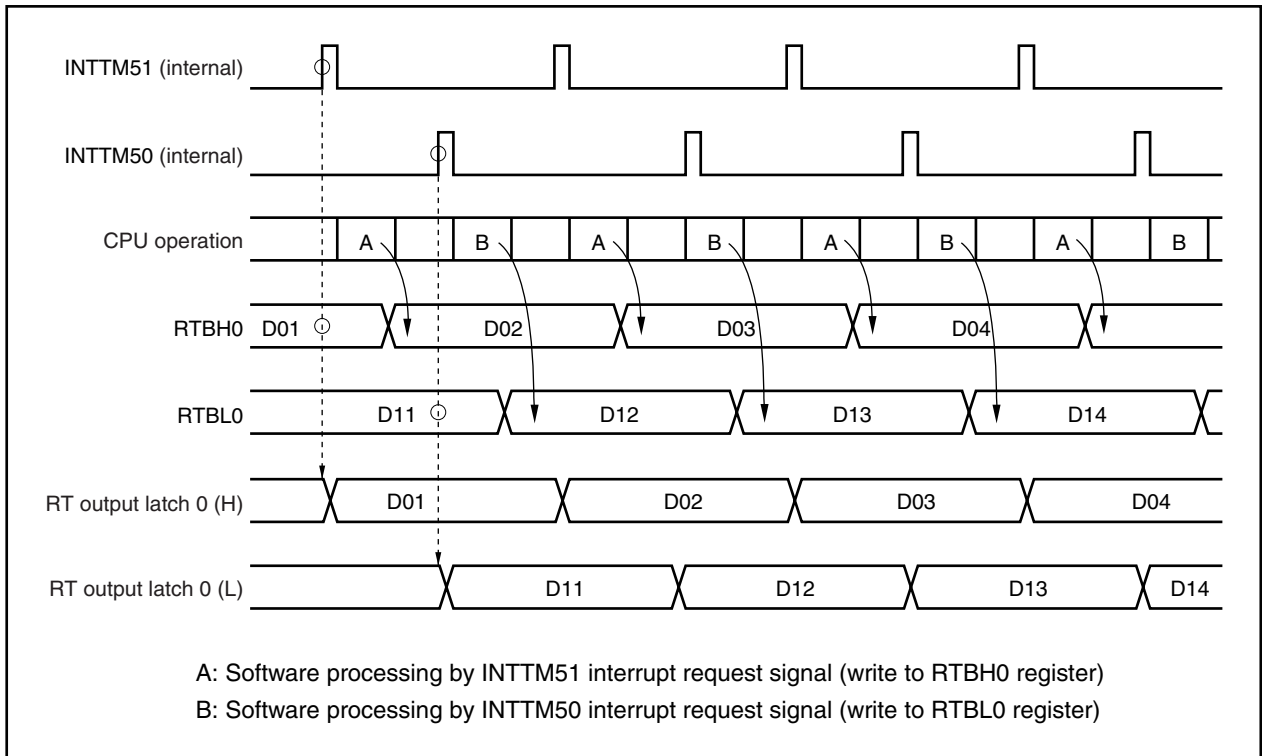 INTTM51 (internal)
INTTM50 (internal)
CPU operation A B A B A B A B
RTBH0 D01 D02 D03 D04
RTBL0 D11 D12 D13 D14
RT output latch 0 (H) D01 D02 D03 D04
RT output latch 0 (L) D11 D12 D13 D14
A: Software processing by INTTM51 interrupt request signal (write to RTBH0 register)
B: Software processing by INTTM50 interrupt request signal (write to RTBL0 register)